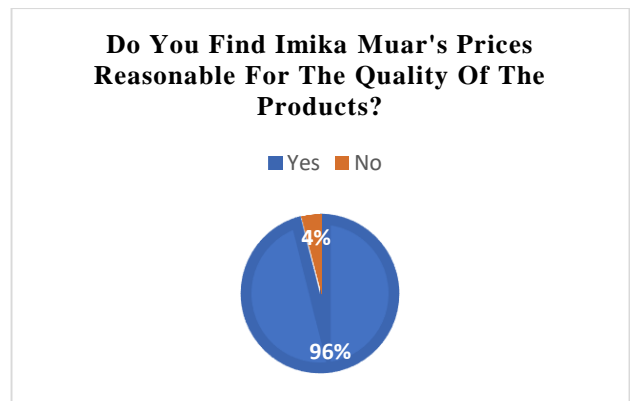 Do You Find Imika Muar's Prices
Reasonable For The Quality Of The
Products?
Yes No
4%
96%